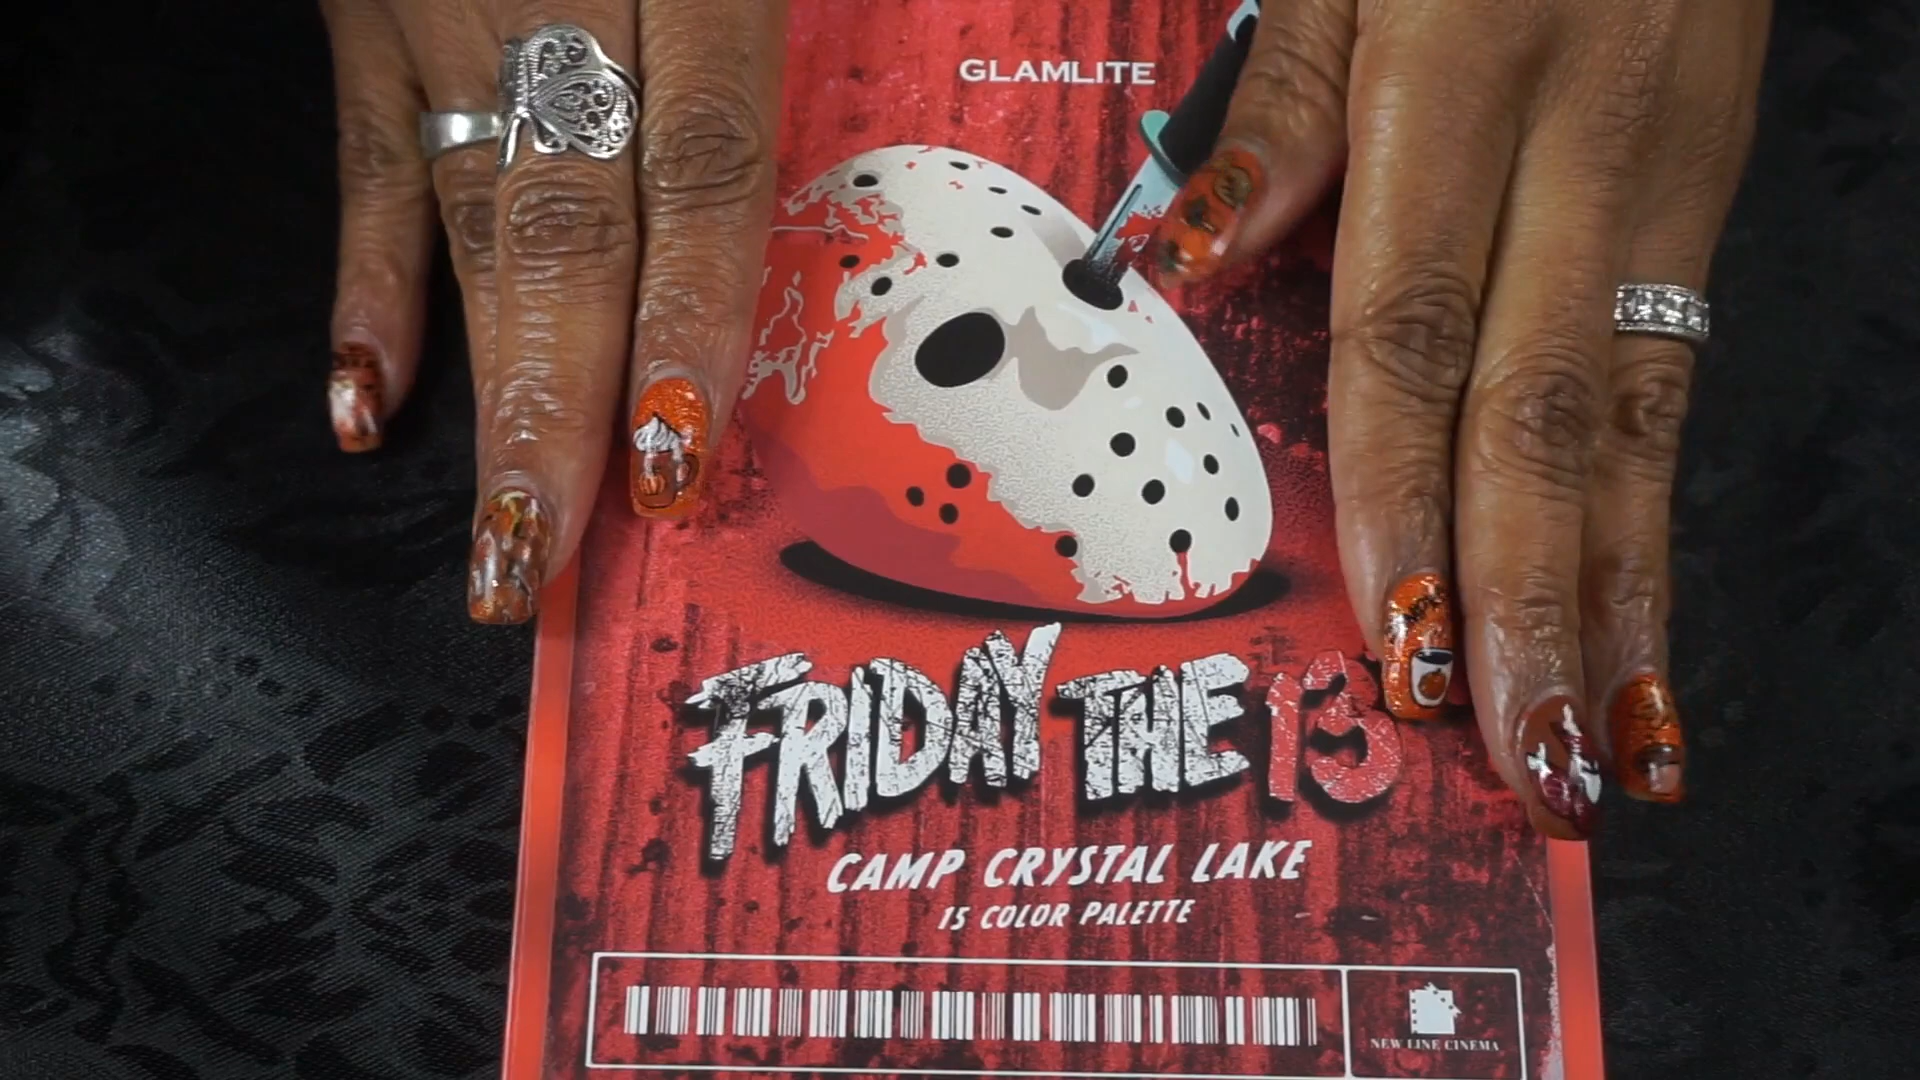 GLAMLITE
FRIDAY THE 13
CAMP CRYSTAL LAKE
15 COLOR PALETTE
NEW LINE CINEMA